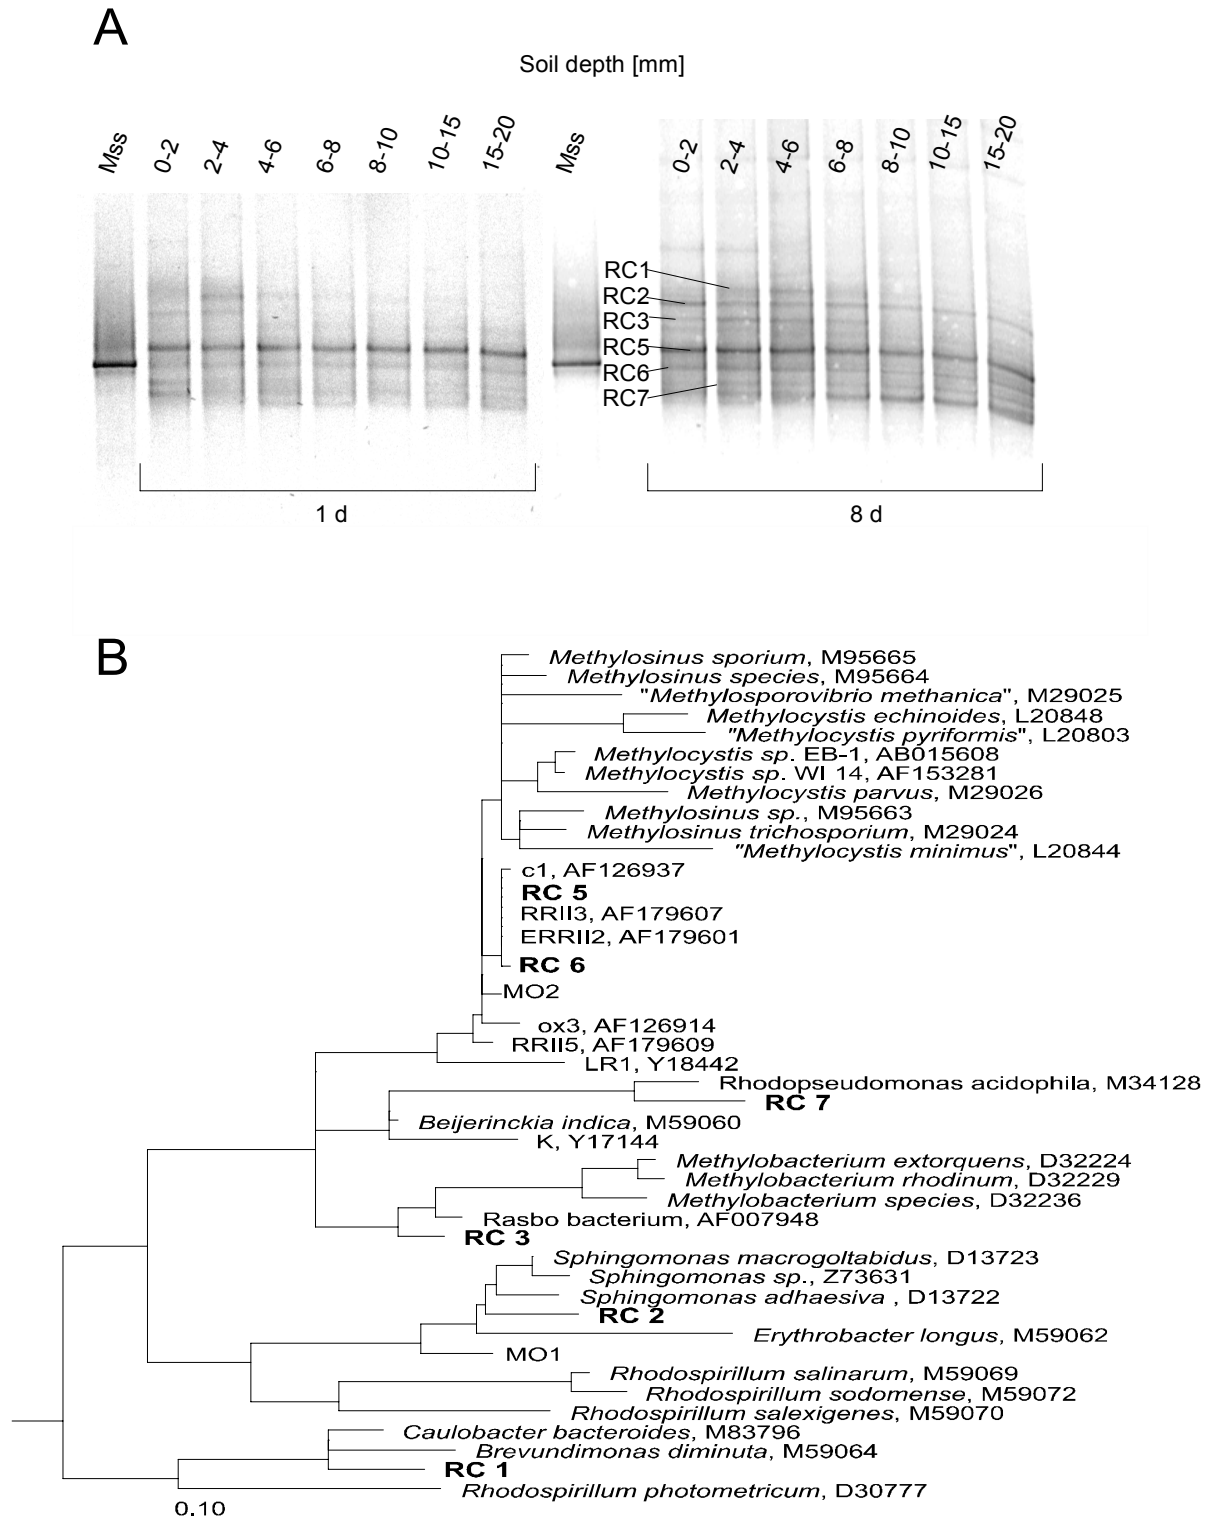 A
Soil depth [mm]
Mss 0-2 2-4 4-6 6-8 8-10 10-15 15-20 Mss 0-2 2-4 4-6 6-8 8-10 10-15 15-20
RC1
RC2
RC3
RC5
RC6
RC7
1 d 8 d
B
Methylosinus sporium, M95665
Methylosinus species, M95664
"Methylosporovibrio methanica", M29025
Methylocystis echinoides, L20848
"Methylocystis pyriformis", L20803
Methylocystis sp. EB-1, AB015608
Methylocystis sp. WI 14, AF153281
Methylocystis parvus, M29026
Methylosinus sp., M95663
Methylosinus trichosporium, M29024
"Methylocystis minimus", L20844
c1, AF126937
RC 5
RRII3, AF179607
ERRII2, AF179601
RC 6
MO2
ox3, AF126914
RRII5, AF179609
LR1, Y18442
Rhodopseudomonas acidophila, M34128
RC 7
Beijerinckia indica, M59060
K, Y17144
Methylobacterium extorquens, D32224
Methylobacterium rhodinum, D32229
Methylobacterium species, D32236
Rasbo bacterium, AF007948
RC 3
Sphingomonas macrogoltabidus, D13723
Sphingomonas sp., Z73631
Sphingomonas adhaesiva , D13722
RC 2
Erythrobacter longus, M59062
MO1
Rhodospirillum salinarum, M59069
Rhodospirillum sodomense, M59072
Rhodospirillum salexigenes, M59070
Caulobacter bacteroides, M83796
Brevundimonas diminuta, M59064
RC 1
Rhodospirillum photometricum, D30777
0.10